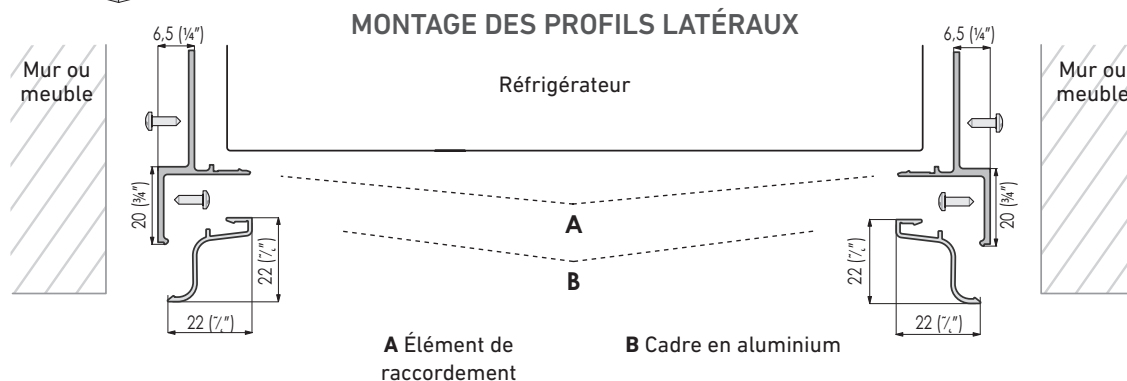 MONTAGE DES PROFILS LATÉRAUX
6,5 (¼”)
6,5 (¼”)
Mur ou
meuble
Réfrigérateur
Mur ou
meuble
20 (¾”)
20 (¾”)
A
B
22
22
22
22
A Élément de
raccordement
B Cadre en aluminium